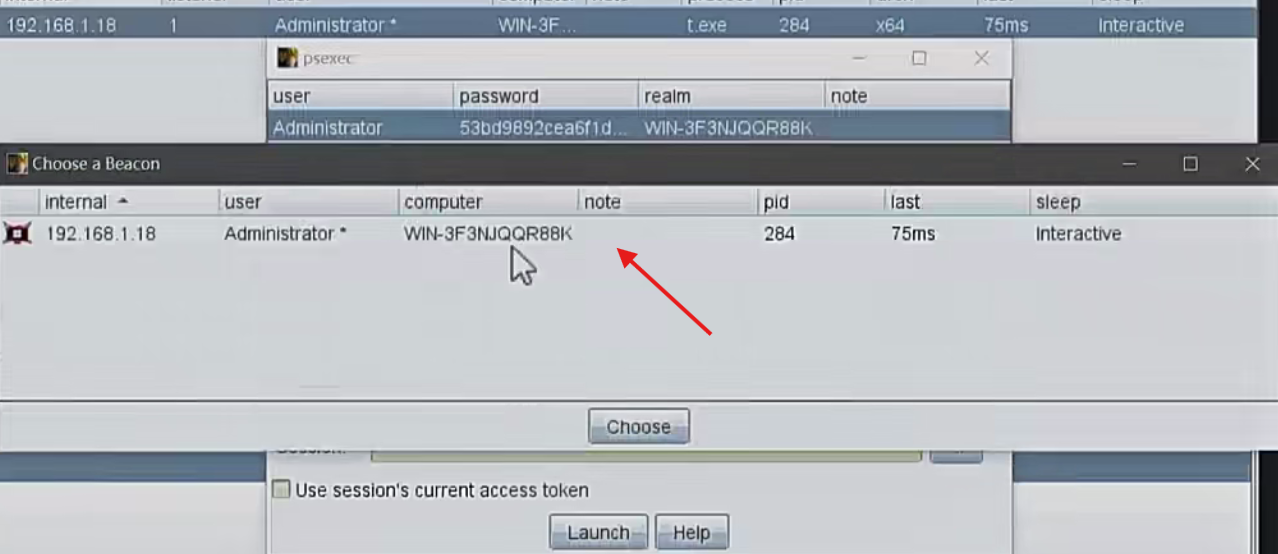 192.168.1.18 1 Administrator * WIN-3F... t.exe 284 x64 75ms Interactive
psexec
user password realm note
Administrator 53bd9892cea6f1d... WIN-3F3NJQQR88K
Choose a Beacon
internal user computer note pid last sleep
192.168.1.18 Administrator * WIN-3F3NJQQR88K 284 75ms Interactive
Choose
Use session's current access token
Launch Help